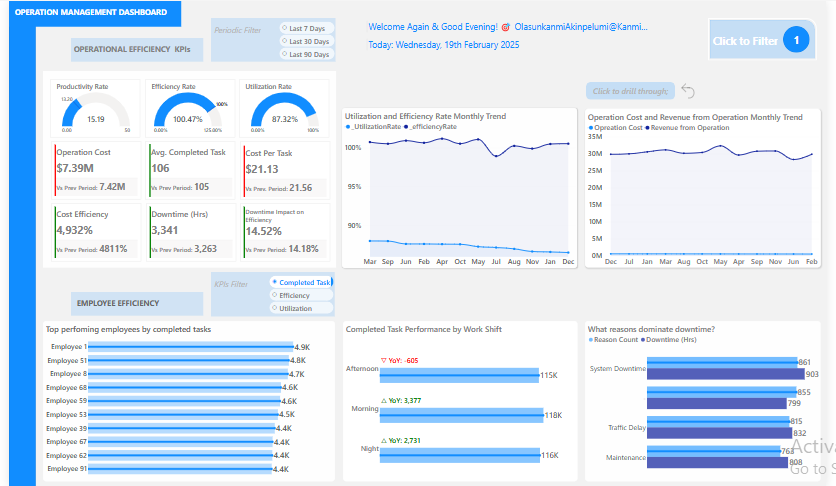 OPERATION MANAGEMENT DASHBOARD
Periodic Filter
Last 7 Days
Last 30 Days
Last 90 Days
Welcome Again & Good Evening! 🎯 OlasunkanmiAkinpelumi@Kanmi...
Today: Wednesday, 19th February 2025
Click to Filter 1
OPERATIONAL EFFICIENCY KPIs
Click to drill through;
Productivity Rate
13.20
15.19
0.00 50
Efficiency Rate
100%
100.47%
0.00% 125.00%
Utilization Rate
87.32%
0.00% 100%
Operation Cost
$7.39M
Vs Prev Period: 7.42M
Avg. Completed Task
106
Vs Prev Period: 105
Cost Per Task
$21.13
Vs Prev Period: 21.56
Cost Efficiency
4,932%
Vs Prev Period: 4811%
Downtime (Hrs)
3,341
Vs Prev Period: 3,263
Downtime Impact on
Efficiency
14.52%
Vs Prev Period: 14.18%
Utilization and Efficiency Rate Monthly Trend
_UtilizationRate _efficiencyRate
100%
95%
90%
Mar Sep Jun Feb Apr Oct May Jul Aug Nov Jan Dec
Operation Cost and Revenue from Operation Monthly Trend
Opreation Cost Revenue from Operation
35M
30M
25M
20M
15M
10M
5M
0M
Dec Jul Jan Mar Aug Oct May Sep Apr Nov Jun Feb
EMPLOYEE EFFICIENCY
KPIs Filter
Completed Task
Efficiency
Utilization
Top perfoming employees by completed tasks
Employee 1 4.9K
Employee 51 4.8K
Employee 8 4.7K
Employee 68 4.6K
Employee 59 4.6K
Employee 53 4.5K
Employee 39 4.4K
Employee 67 4.4K
Employee 62 4.4K
Employee 91 4.4K
Completed Task Performance by Work Shift
▽ YoY: -605
Afternoon 115K
△ YoY: 3,377
Morning 118K
△ YoY: 2,731
Night 116K
What reasons dominate downtime?
Reason Count Downtime (Hrs)
System Downtime 861
903
855
799
Traffic Delay 815
832
Maintenance
808